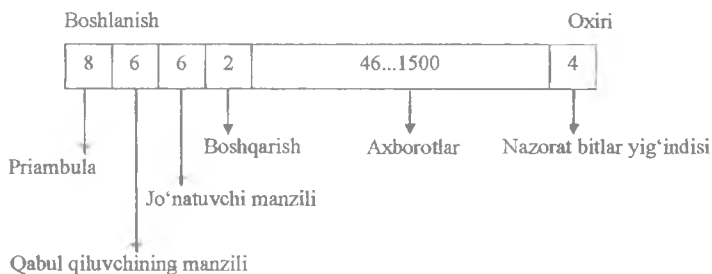 Boshlanish Oxiri
8 6 6 2 46...1500 4
Boshqarish Axborotlar Nazorat bitlar yig‘indisi
Priambula
Jo‘natuvchi manzili
Qabul qiluvchining manzili